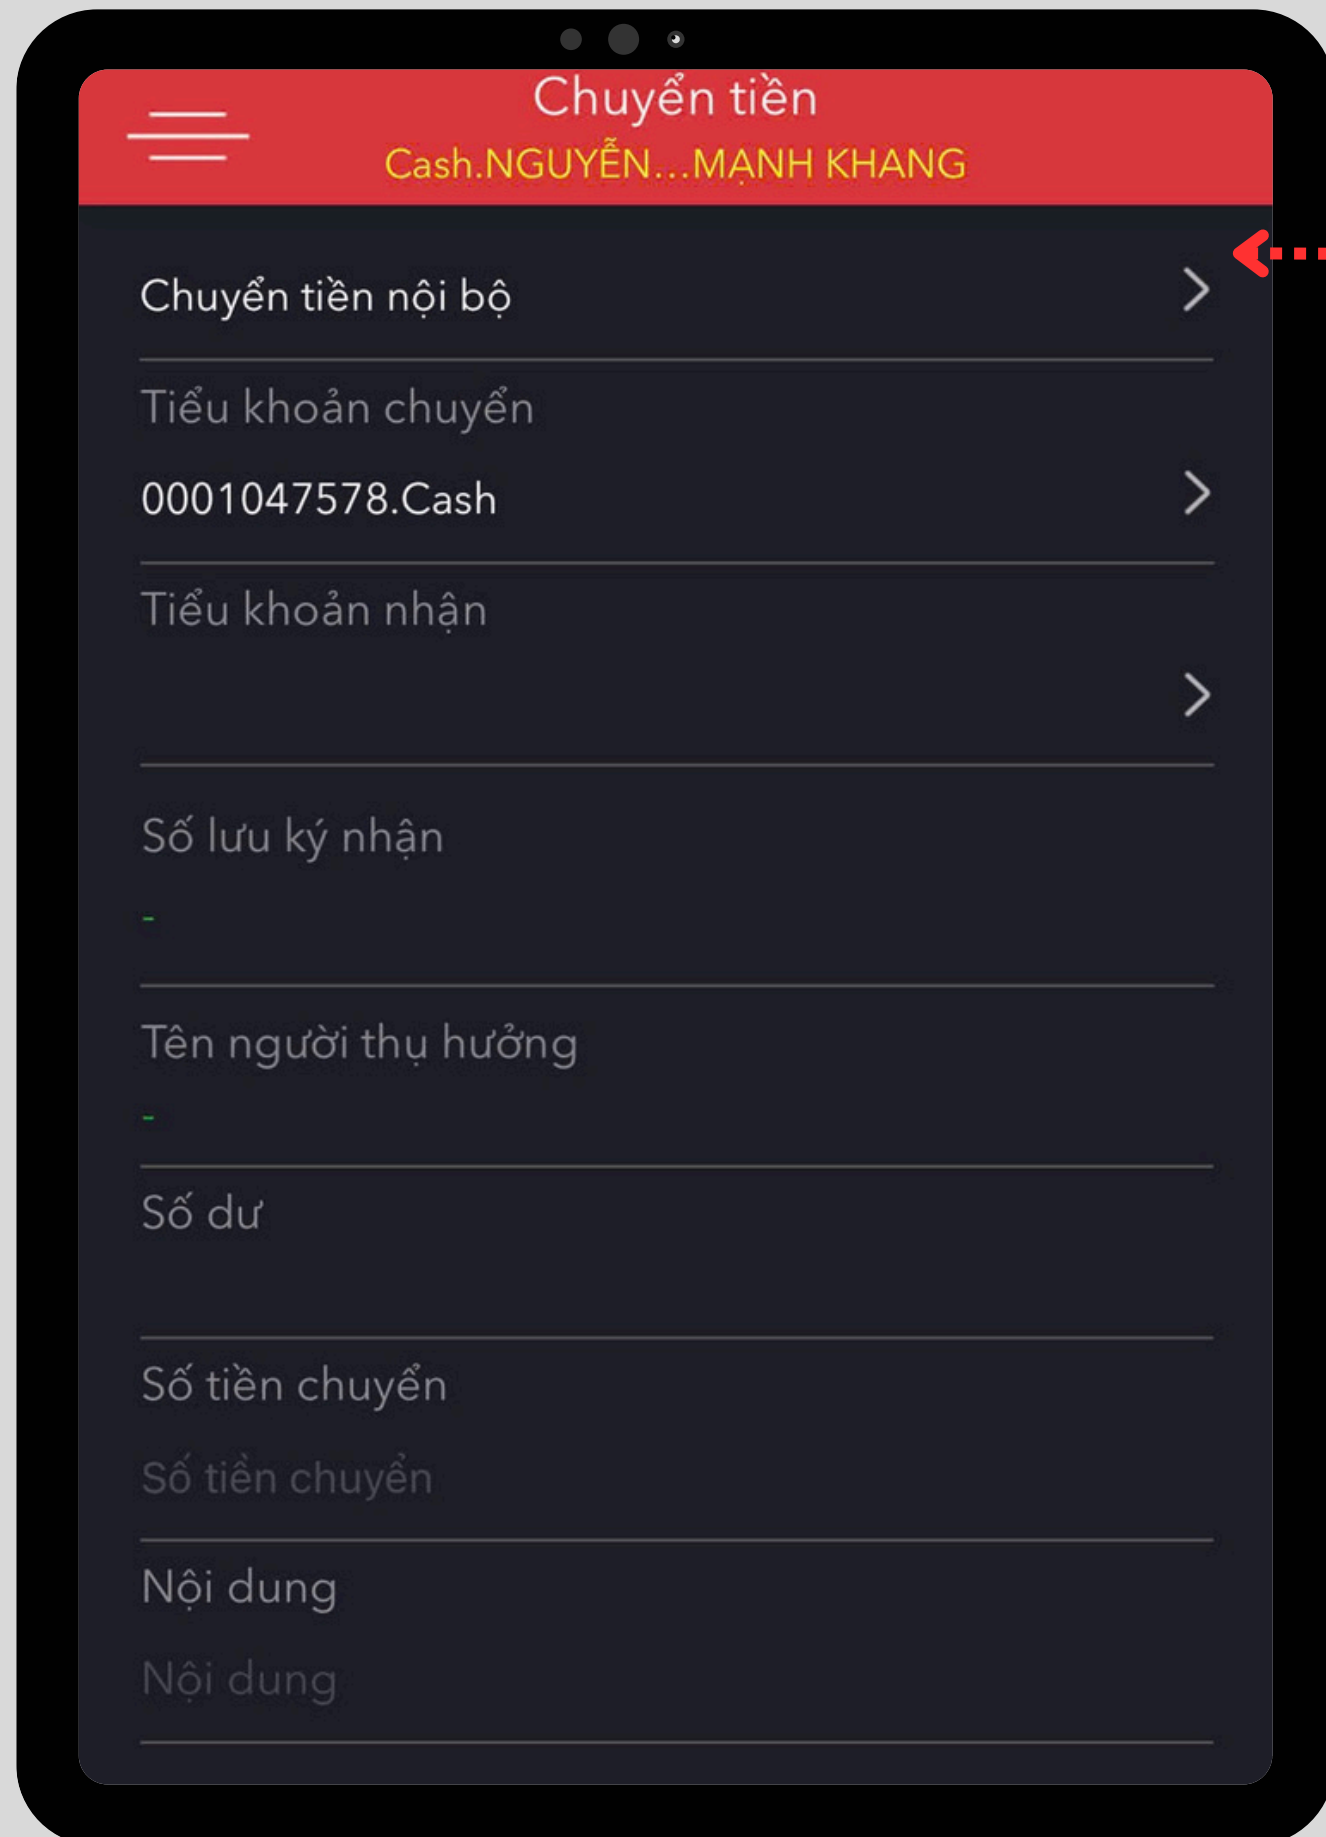 Chuyển tiền
Cash.NGUYỄN...MẠNH KHANG
Chuyển tiền nội bộ
Tiểu khoản chuyển
0001047578.Cash
Tiểu khoản nhận
Số lưu ký nhận
-
Tên người thụ hưởng
-
Số dư
Số tiền chuyển
Số tiền chuyển
Nội dung
Nội dung